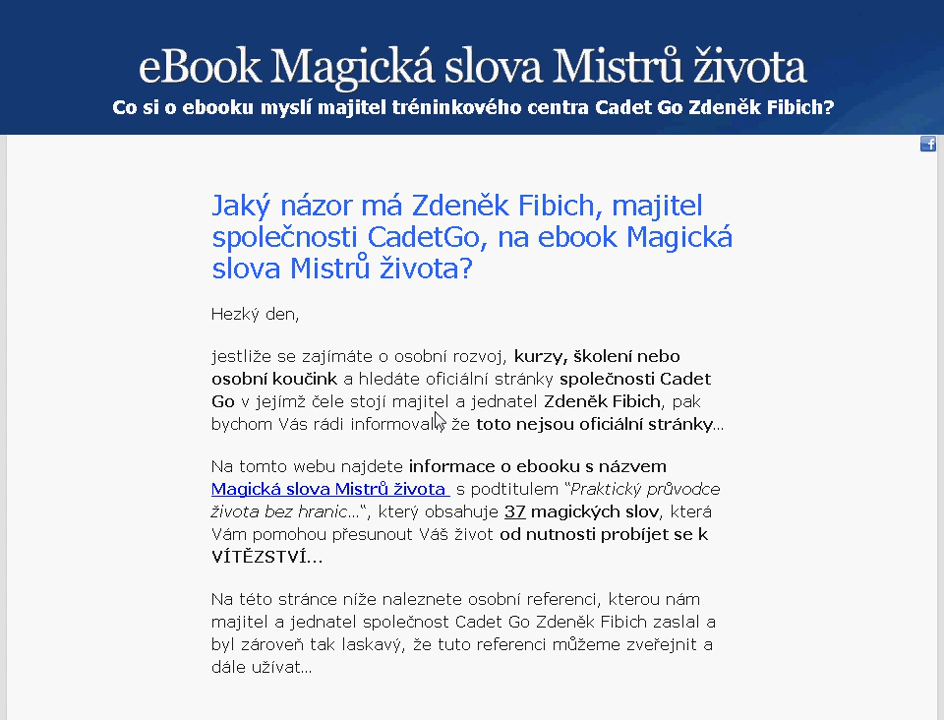 eBook Magická slova Mistrů života
Co si o ebooku myslí majitel tréninkového centra Cadet Go Zdeněk Fibich?
f
Jaký názor má Zdeněk Fibich, majitel
společnosti CadetGo, na ebook Magická
slova Mistrů života?
Hezký den,
jestliže se zajímáte o osobní rozvoj, kurzy, školení nebo
osobní koučink a hledáte oficiální stránky společnosti Cadet
Go v jejímž čele stojí majitel a jednatel Zdeněk Fibich, pak
bychom Vás rádi informovali, že toto nejsou oficiální stránky…
Na tomto webu najdete informace o ebooku s názvem
Magická slova Mistrů života s podtitulem “Praktický průvodce
života bez hranic…“, který obsahuje 37 magických slov, která
Vám pomohou přesunout Váš život od nutnosti probíjet se k
VÍTĚZSTVÍ…
Na této stránce níže naleznete osobní referenci, kterou nám
majitel a jednatel společnost Cadet Go Zdeněk Fibich zaslal a
byl zároveň tak laskavý, že tuto referenci můžeme zveřejnit a
dále užívat…